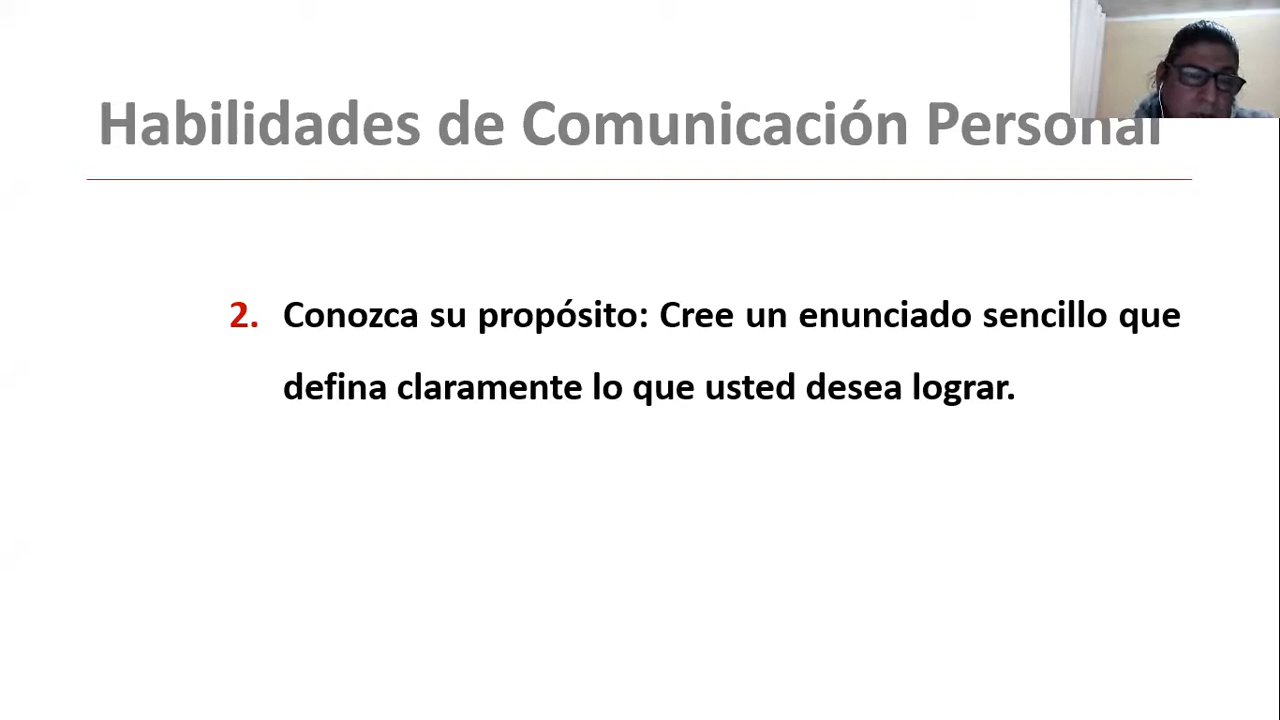 Habilidades de Comunicación Personal
2. Conozca su propósito: Cree un enunciado sencillo que
defina claramente lo que usted desea lograr.